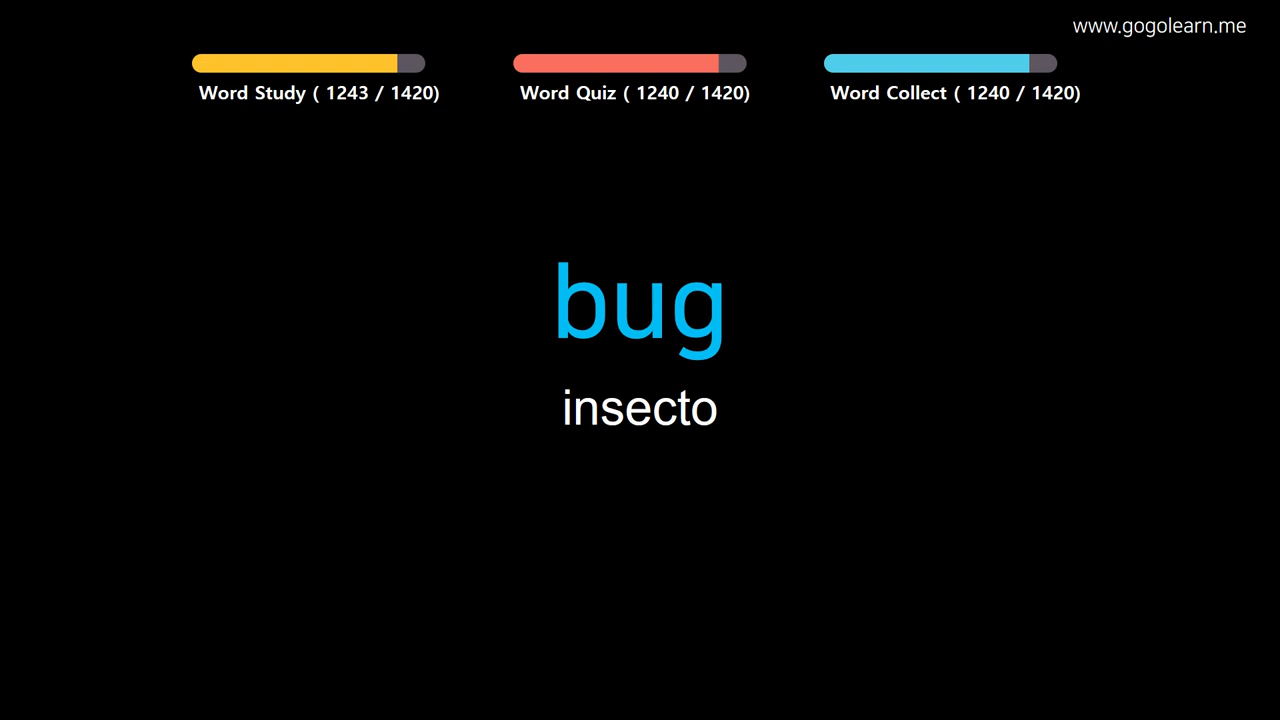 www.gogolearn.me
Word Study ( 1243 / 1420)
Word Quiz ( 1240 / 1420)
Word Collect ( 1240 / 1420)
bug
insecto